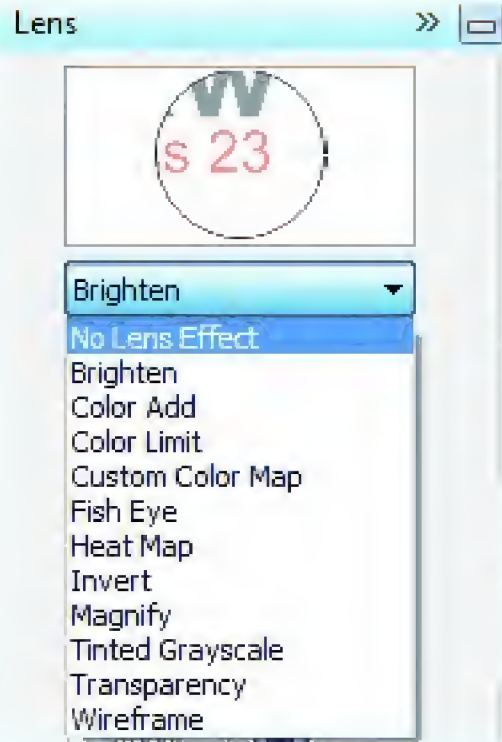 Lens »
W
s 23
Brighten
No Lens Effect
Brighten
Color Add
Color Limit
Custom Color Map
Fish Eye
Heat Map
Invert
Magnify
Tinted Grayscale
Transparency
Wireframe